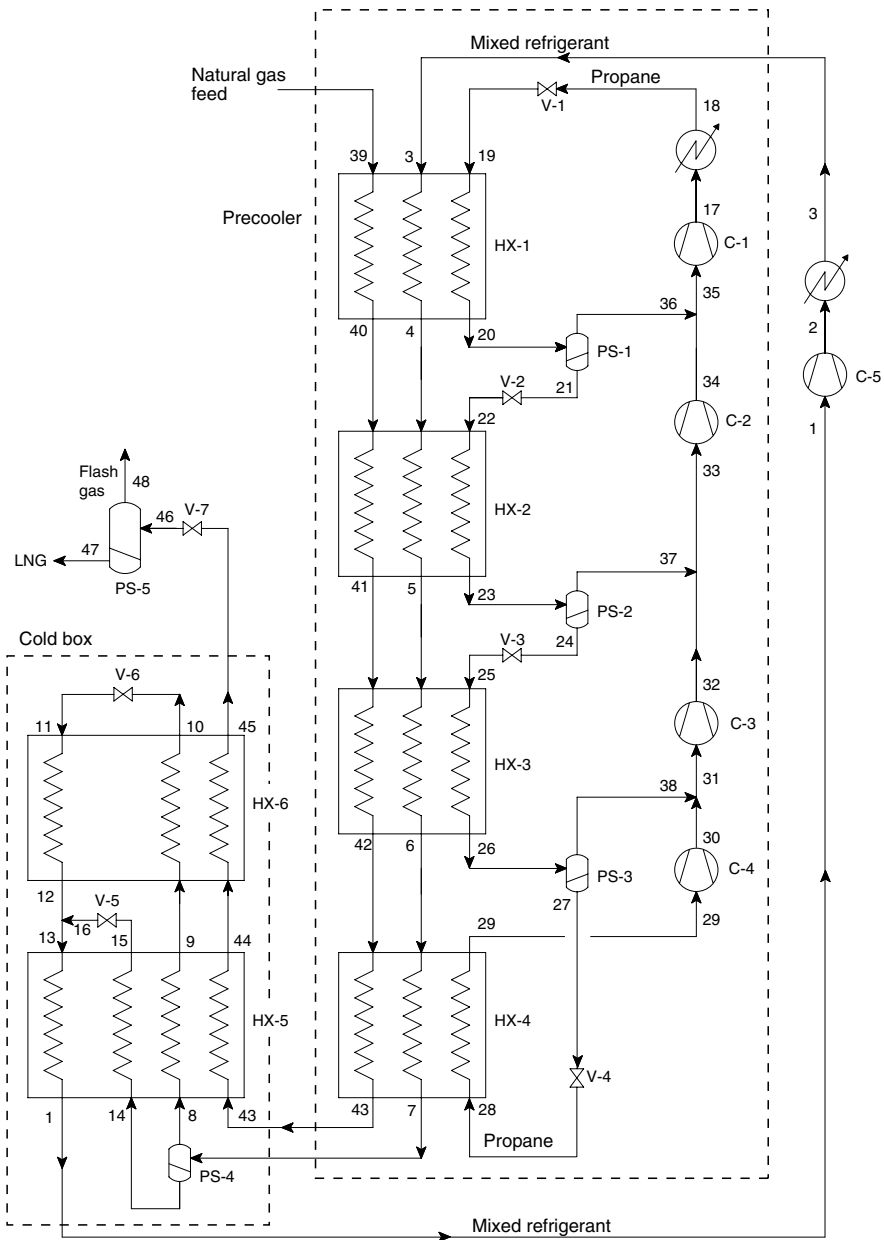 Mixed refrigerant
Natural gas
feed
Propane
V-1
18
39
3
19
Precooler
HX-1
17
C-1
3
35
36
40
4
20
PS-1
2
V-2
21
34
C-5
22
C-2
1
33
Flash
gas
48
HX-2
46
V-7
37
LNG
47
41
5
23
PS-5
PS-2
24
V-3
Cold box
25
V-6
32
11
10
45
C-3
HX-3
31
HX-6
38
42
6
26
30
PS-3
C-4
12
27
V-5
29
29
16
13
15
9
44
HX-5
HX-4
V-4
1
14
8
43
43
7
28
Propane
PS-4
Mixed refrigerant